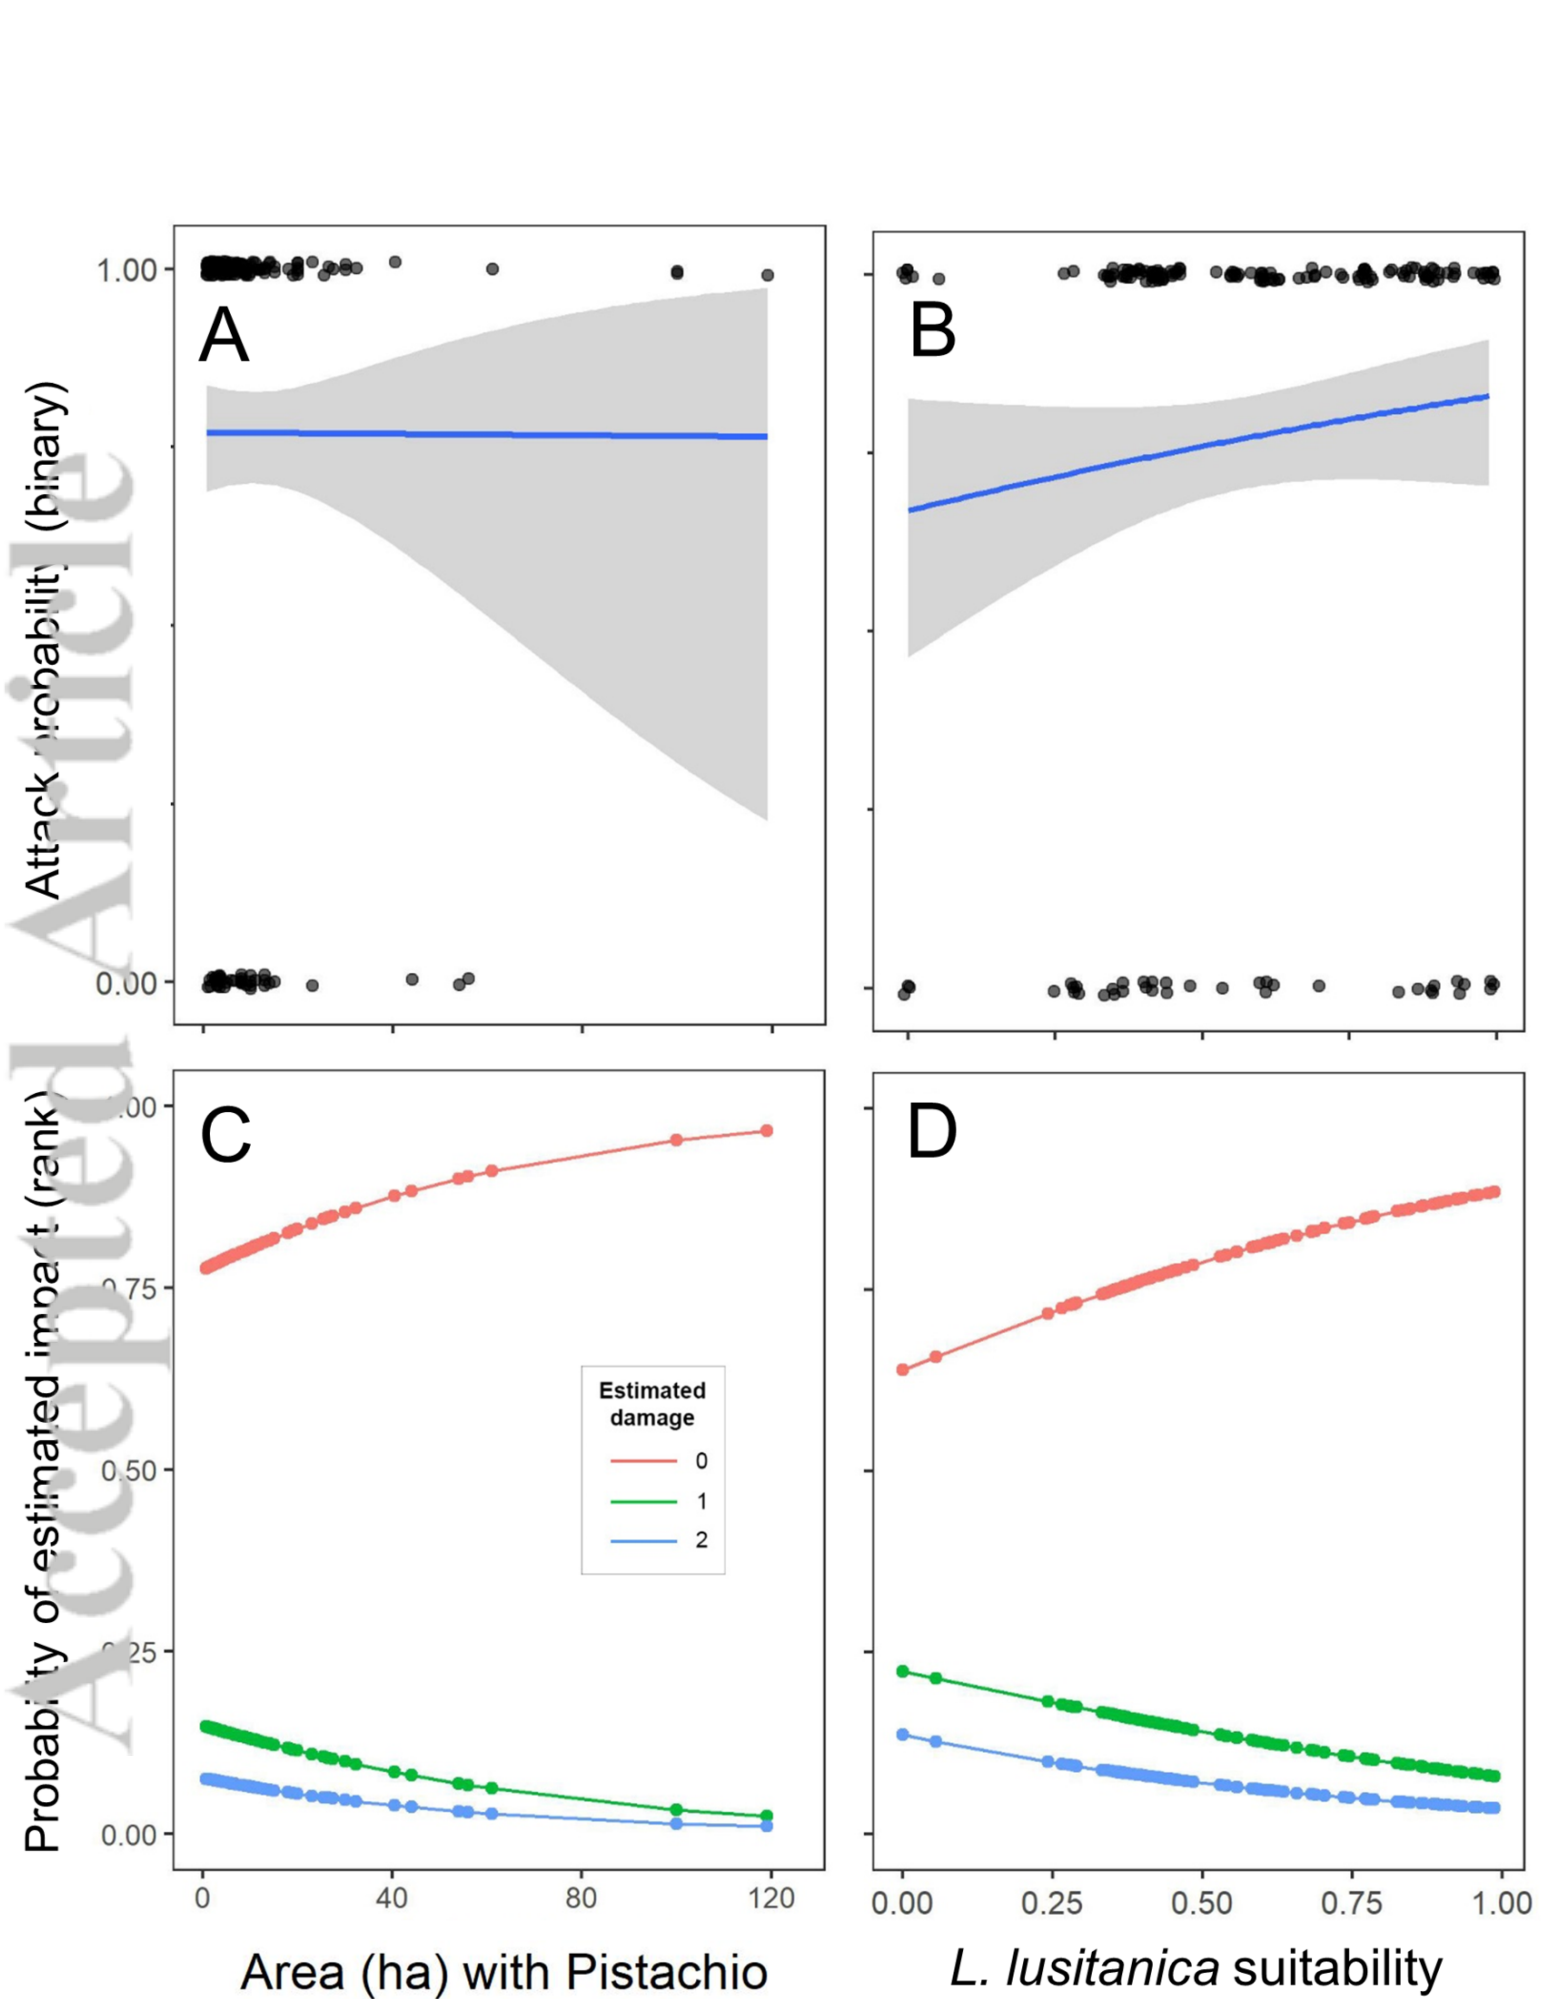 1.00
A
B
Attack probability (binary)
0.00
Accepted Article
C
D
.00
0.75
0.50
0.25
0.00
Probability of estimated impact (rank)
Estimated
damage
0
1
2
0 40 80 120
0.00 0.25 0.50 0.75 1.00
Area (ha) with Pistachio
L. lusitanica suitability